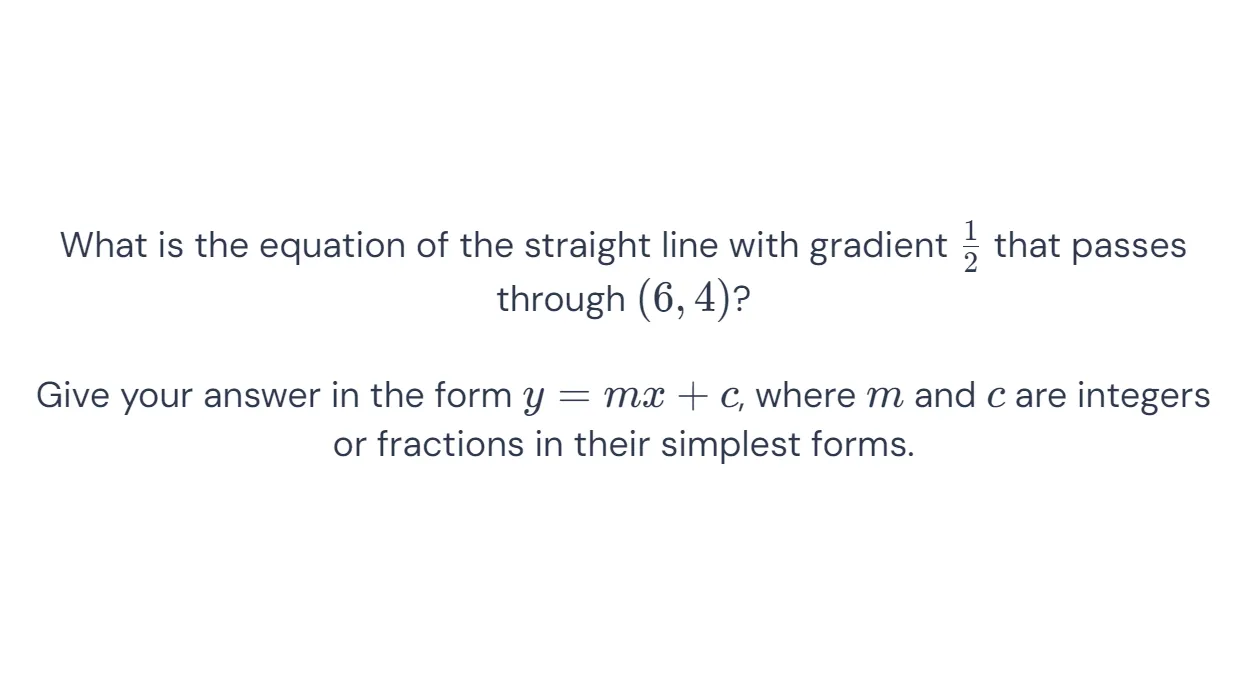 What is the equation of the straight line with gradient 1/2 that passes
through (6, 4)?
Give your answer in the form y = mx + c, where m and c are integers
or fractions in their simplest forms.